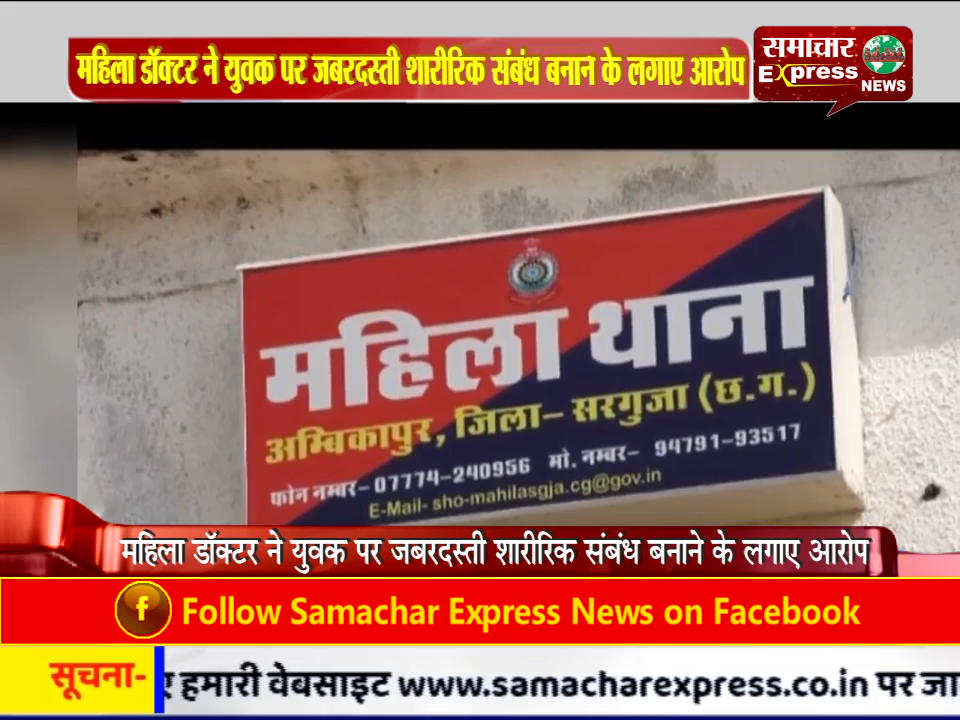 महिला डॉक्टर ने युवक पर जबरदस्ती शारीरिक संबंध बनान के लगाए आरोप
समाचार
Express
NEWS
महिला थाना
अम्बिकापुर, जिला– सरगुजा (छ.ग.)
फोन नम्बर–07774-240956 मो. नम्बर– 94791-93517
E-Mail- sho-mahilasgja.cg@gov.in
महिला डॉक्टर ने युवक पर जबरदस्ती शारीरिक संबंध बनाने के लगाए आरोप
f Follow Samachar Express News on Facebook
सूचना- हमारी वेबसाइट www.samacharexpress.co.in पर